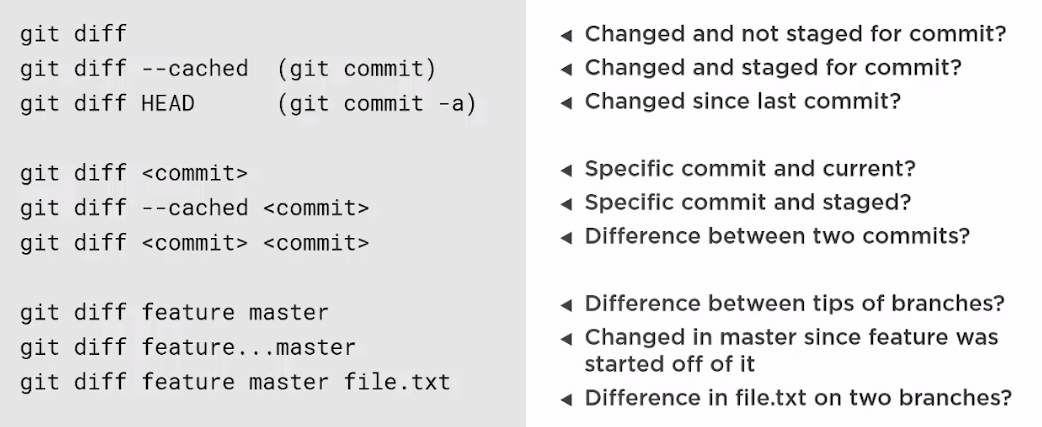 git diff
◄ Changed and not staged for commit?
git diff --cached (git commit)
◄ Changed and staged for commit?
git diff HEAD (git commit -a)
◄ Changed since last commit?
git diff <commit>
◄ Specific commit and current?
git diff --cached <commit>
◄ Specific commit and staged?
git diff <commit> <commit>
◄ Difference between two commits?
git diff feature master
◄ Difference between tips of branches?
git diff feature...master
◄ Changed in master since feature was
started off of it
git diff feature master file.txt
◄ Difference in file.txt on two branches?